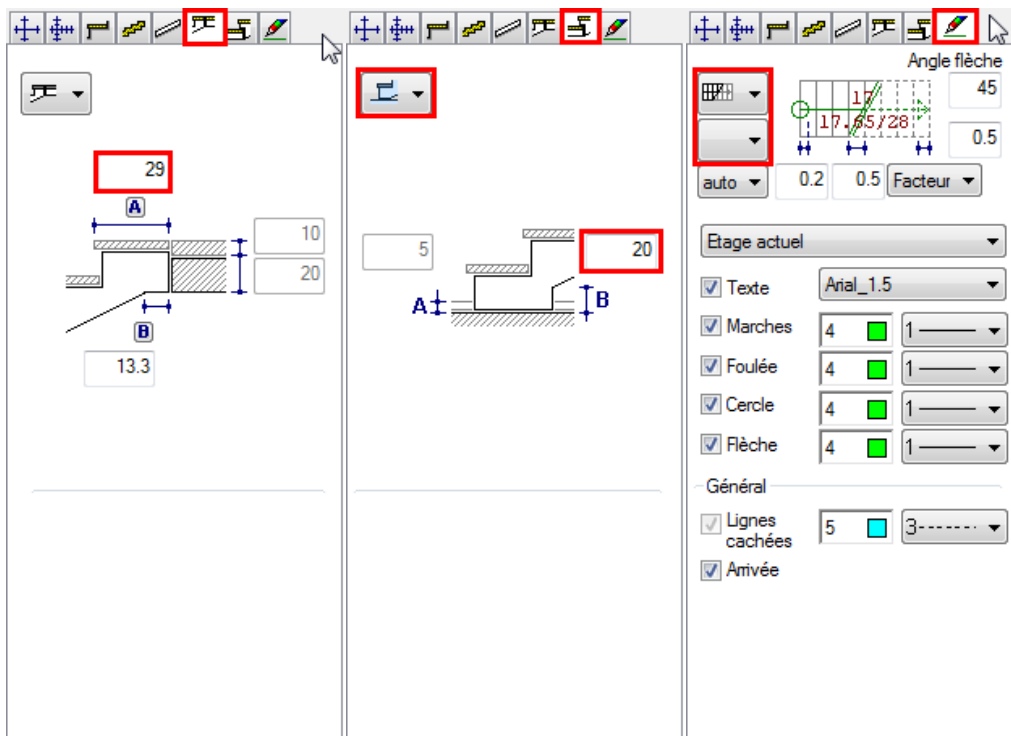 29
A
10
20
B
13.3
5
20
A
B
Angle flèche
45
17
17.65/28
0.5
auto
0.2
0.5
Facteur
Etage actuel
Texte
Arial_1.5
Marches
4
1
Foulée
4
1
Cercle
4
1
Flèche
4
1
Général
Lignes
cachées
5
3
Arrivée